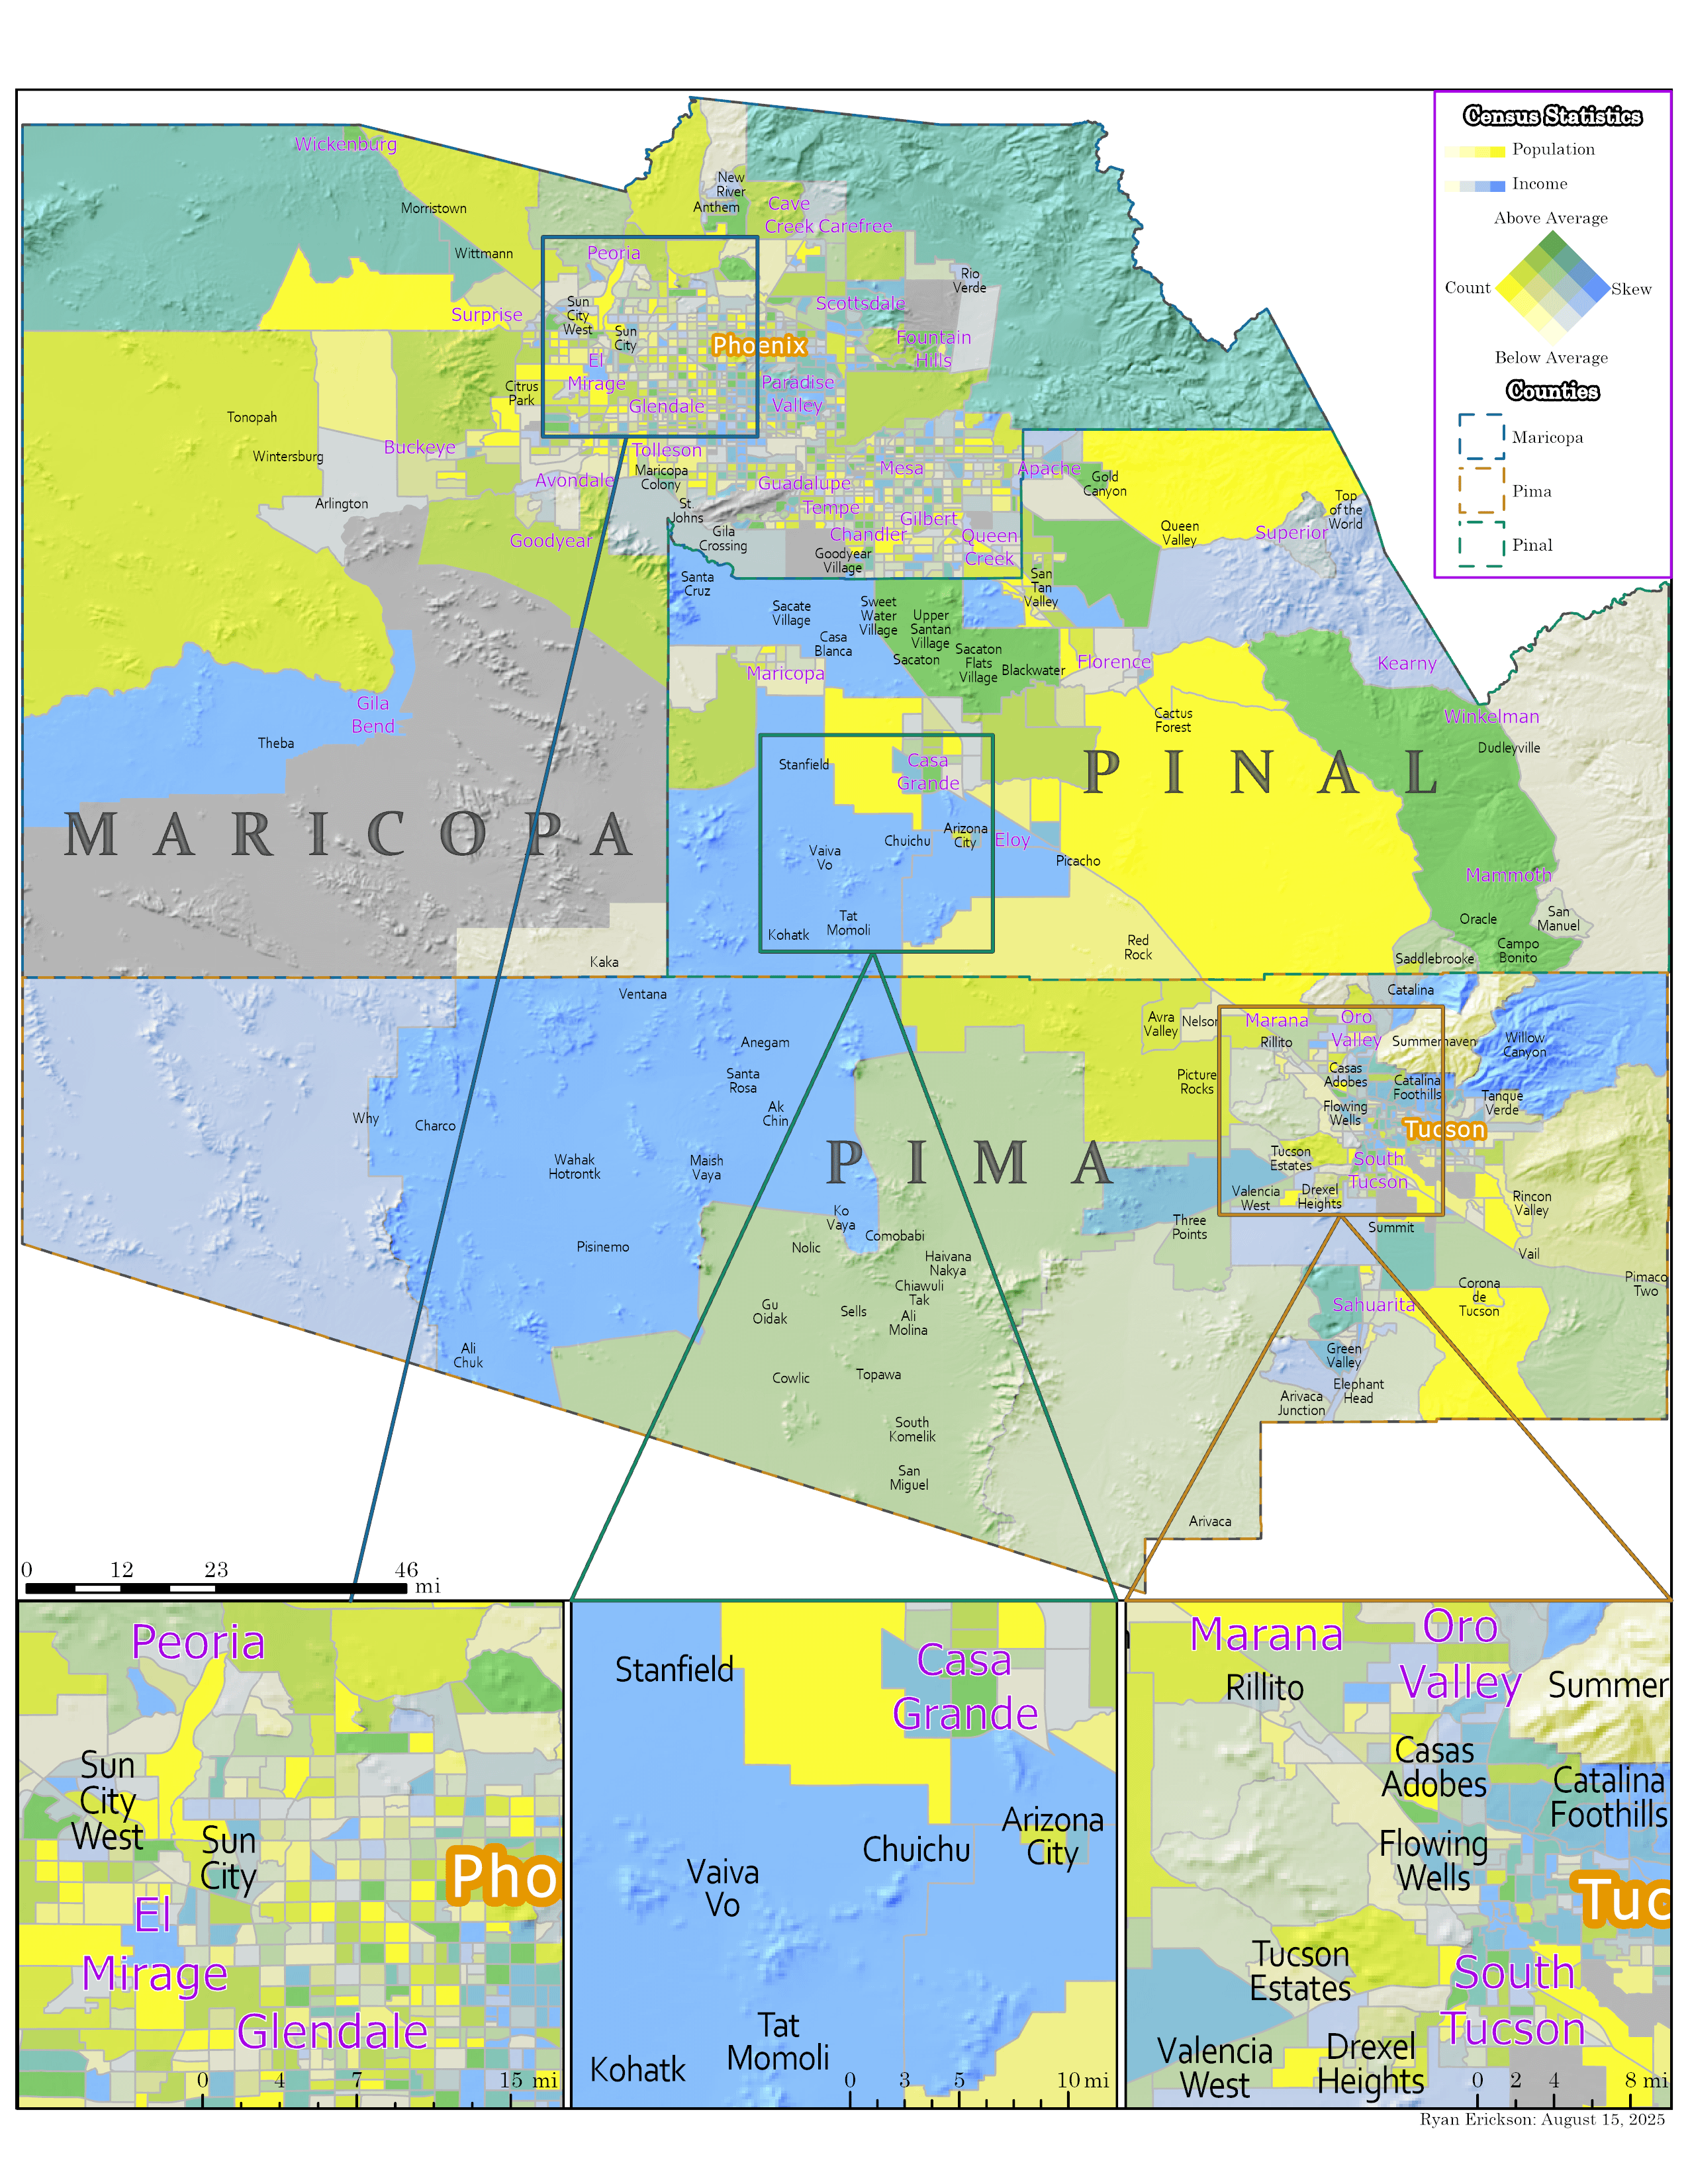 Census Statistics
Population
Income
Above Average
Count
Skew
Below Average
Counties
Maricopa
Pima
Pinal
Wickenburg
Morristown
Wittmann
New
River
Anthem
Cave
Creek
Carefree
Peoria
Surprise
Sun
City
West
Sun
City
Scottsdale
Rio
Verde
Phoenix
Fountain
Hills
El
Mirage
Citrus
Park
Paradise
Valley
Glendale
Tonopah
Wintersburg
Buckeye
Tolleson
Maricopa
Colony
Avondale
Arlington
Goodyear
St.
Johns
Gila
Crossing
Guadalupe
Tempe
Mesa
Apache
Gold
Canyon
Gilbert
Chandler
Goodyear
Village
Queen
Creek
Queen
Valley
Top
of the
World
Superior
Santa
Cruz
Sacate
Village
Casa
Blanca
Sweet
Water
Village
Upper
Santan
Village
Sacaton
Sacaton
Flats
Village
Blackwater
San
Tan
Valley
Maricopa
Florence
Kearny
Gila
Bend
Theba
Cactus
Forest
Winkelman
Dudleyville
Stanfield
Casa
Grande
PINAL
MARICOPA
Arizona
City
Chuichu
Eloy
Vaiva
Vo
Picacho
Mammoth
Tat
Momoli
Kohatk
Oracle
San
Manuel
Red
Rock
Campo
Bonito
Saddlebrooke
Kaka
Ventana
Catalina
Avra
Valley
Nelson
Marana
Oro
Valley
Rillito
Summerhaven
Willow
Canyon
Anegam
Santa
Rosa
Ak
Chin
Picture
Rocks
Casas
Adobes
Catalina
Foothills
Tanque
Verde
Flowing
Wells
Tucson
Why
Charco
Wahak
Hotrontk
Maish
Vaya
PIMA
Tucson
Estates
South
Tucson
Valencia
West
Drexel
Heights
Rincon
Valley
Ko
Vaya
Comobabi
Three
Points
Summit
Pisinemo
Nolic
Haivana
Nakya
Vail
Chiawuli
Tak
Gu
Oidak
Sells
Ali
Molina
Sahuarita
Corona
de
Tucson
Pimaco
Two
Ali
Chuk
Green
Valley
Cowlic
Topawa
Elephant
Head
Arivaca
Junction
South
Komelik
San
Miguel
Arivaca
0 12 23 46 mi
Peoria
Sun
City
West
Sun
City
Pho
El
Mirage
Glendale
0 4 7 15 mi
Stanfield
Casa
Grande
Arizona
City
Chuichu
Vaiva
Vo
Tat
Momoli
Kohatk
0 3 5 10 mi
Marana
Oro
Valley
Rillito
Summer
Casas
Adobes
Catalina
Foothills
Flowing
Wells
Tuc
Tucson
Estates
South
Tucson
Valencia
West
Drexel
Heights
0 2 4 8 mi
Ryan Erickson: August 15, 2025